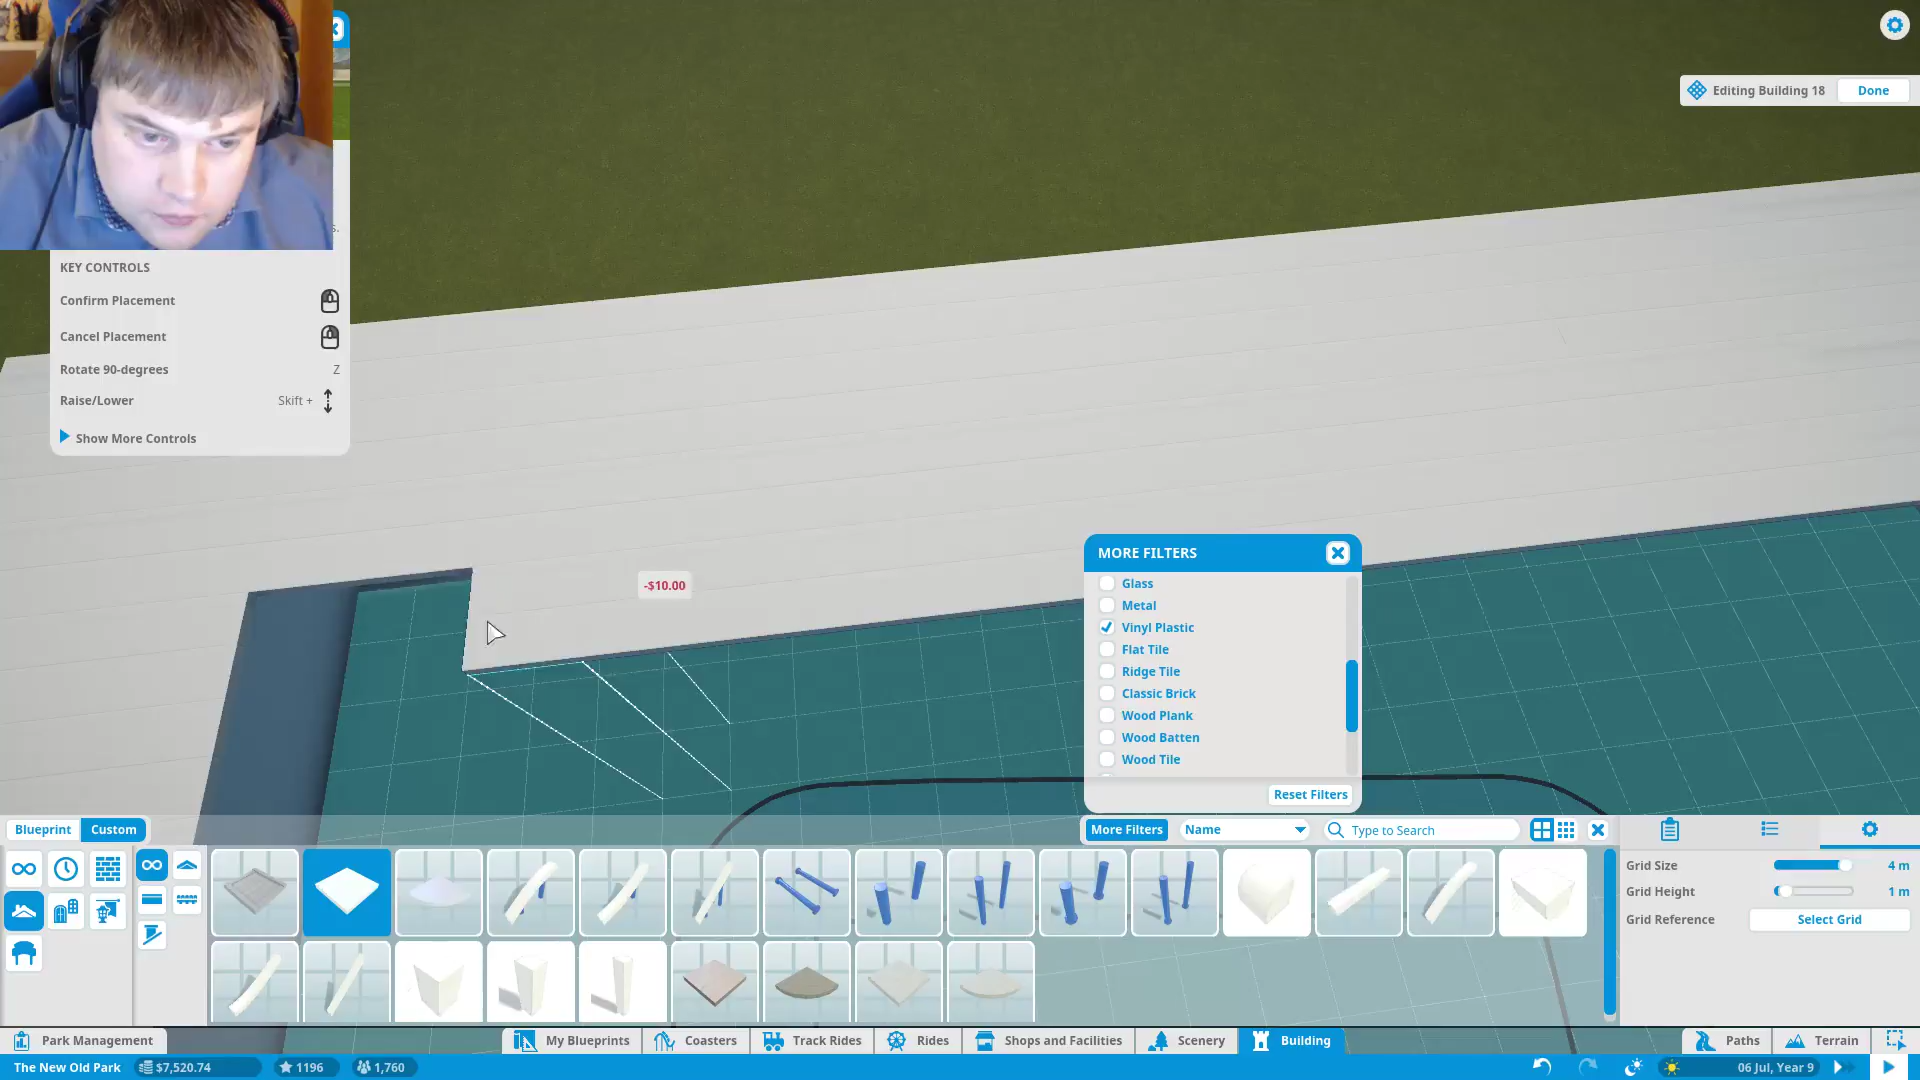 Editing Building 18
Done
s.
KEY CONTROLS
Confirm Placement
Cancel Placement
Rotate 90-degrees Z
Raise/Lower Skift +
Show More Controls
-$10.00
MORE FILTERS
Glass
Metal
Vinyl Plastic
Flat Tile
Ridge Tile
Classic Brick
Wood Plank
Wood Batten
Wood Tile
Reset Filters
Blueprint Custom
More Filters Name Type to Search
Grid Size 4 m
Grid Height 1 m
Grid Reference Select Grid
Park Management My Blueprints Coasters Track Rides Rides Shops and Facilities Scenery Building Paths Terrain
The New Old Park $7,520.74 1196 1,760 06 Jul, Year 9